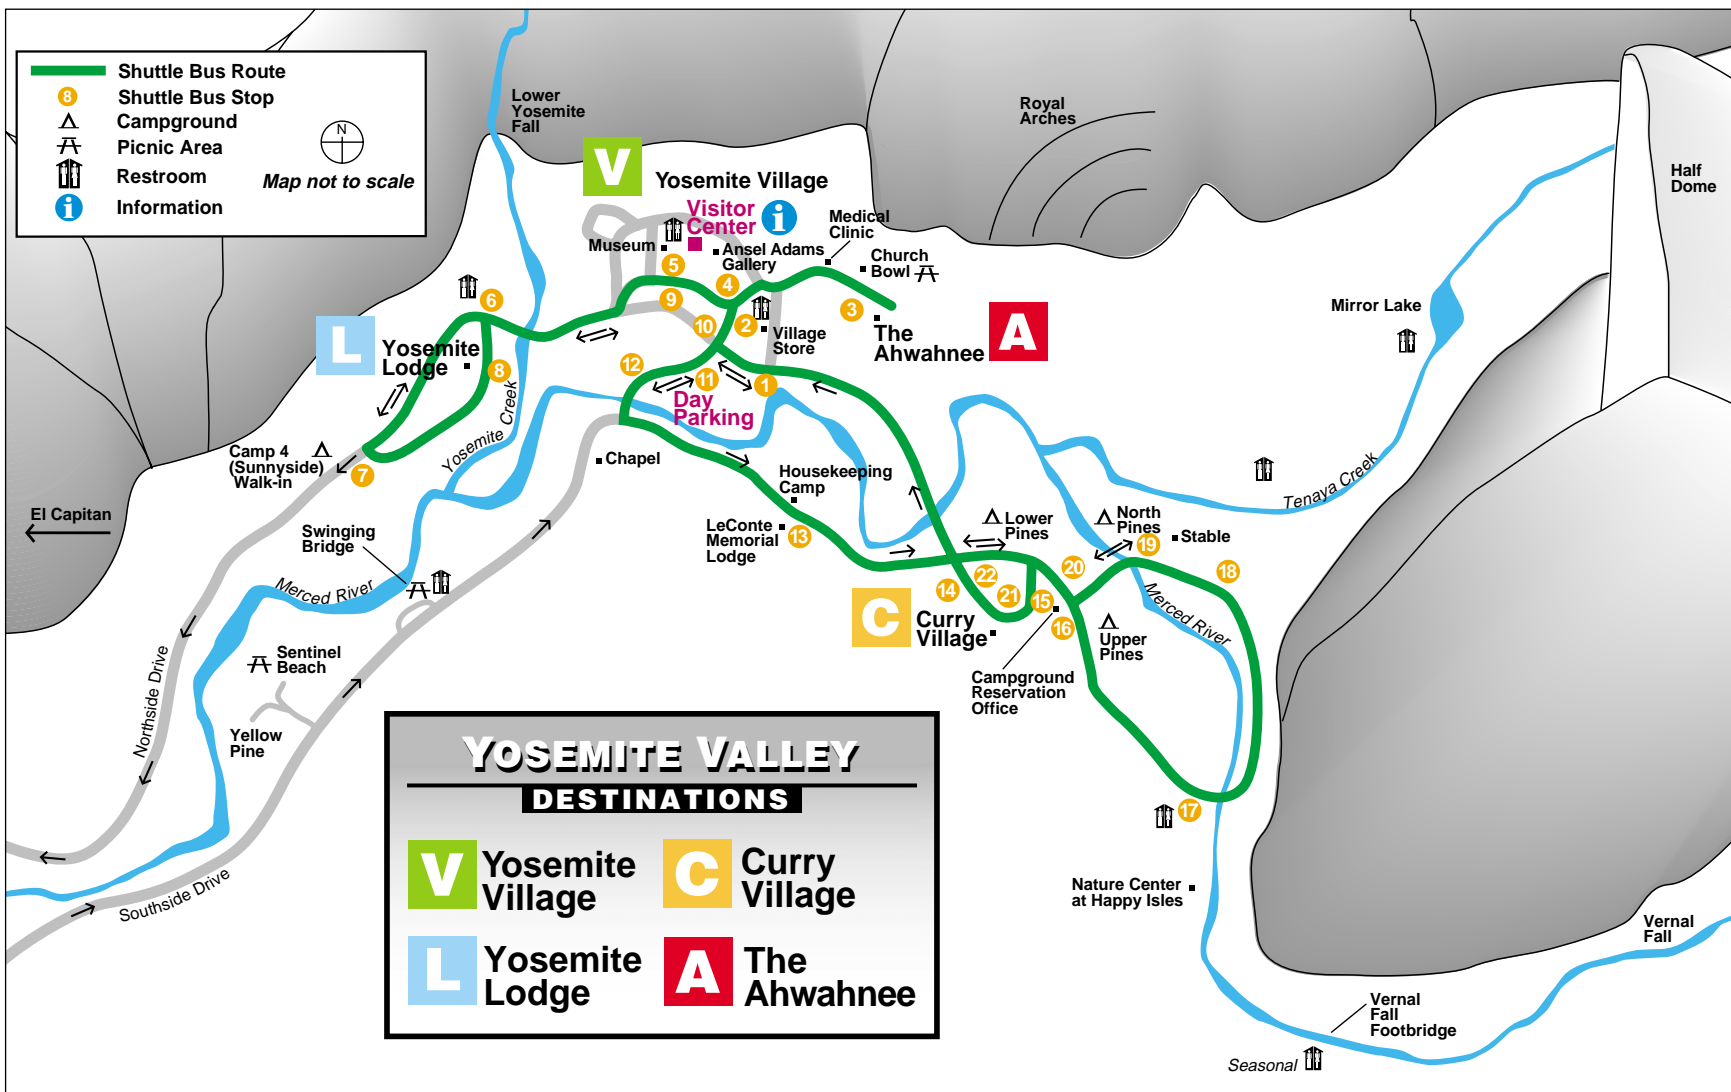 Shuttle Bus Route
8
Shuttle Bus Stop
Campground
Picnic Area
Restroom
i
Information
N
Map not to scale
Lower
Yosemite
Fall
Royal
Arches
Half
Dome
V
Yosemite Village
Visitor
Center
i
Museum
Ansel Adams
Gallery
Medical
Clinic
Church
Bowl
5
4
9
10
2
3
Village
Store
The
Ahwahnee
A
Mirror Lake
6
L
Yosemite
Lodge
8
12
11
1
Day
Parking
Yosemite Creek
Camp 4
(Sunnyside)
Walk-in
7
Chapel
El Capitan
Swinging
Bridge
Merced River
Housekeeping
Camp
LeConte
Memorial
Lodge
13
Tenaya Creek
Lower
Pines
North
Pines
19
Stable
18
20
22
21
14
15
16
C
Curry
Village
Upper
Pines
Merced River
Campground
Reservation
Office
Sentinel
Beach
Yellow
Pine
Northside Drive
Southside Drive
17
Nature Center
at Happy Isles
Vernal
Fall
Vernal
Fall
Footbridge
Seasonal
YOSEMITE VALLEY
DESTINATIONS
V
Yosemite
Village
C
Curry
Village
L
Yosemite
Lodge
A
The
Ahwahnee